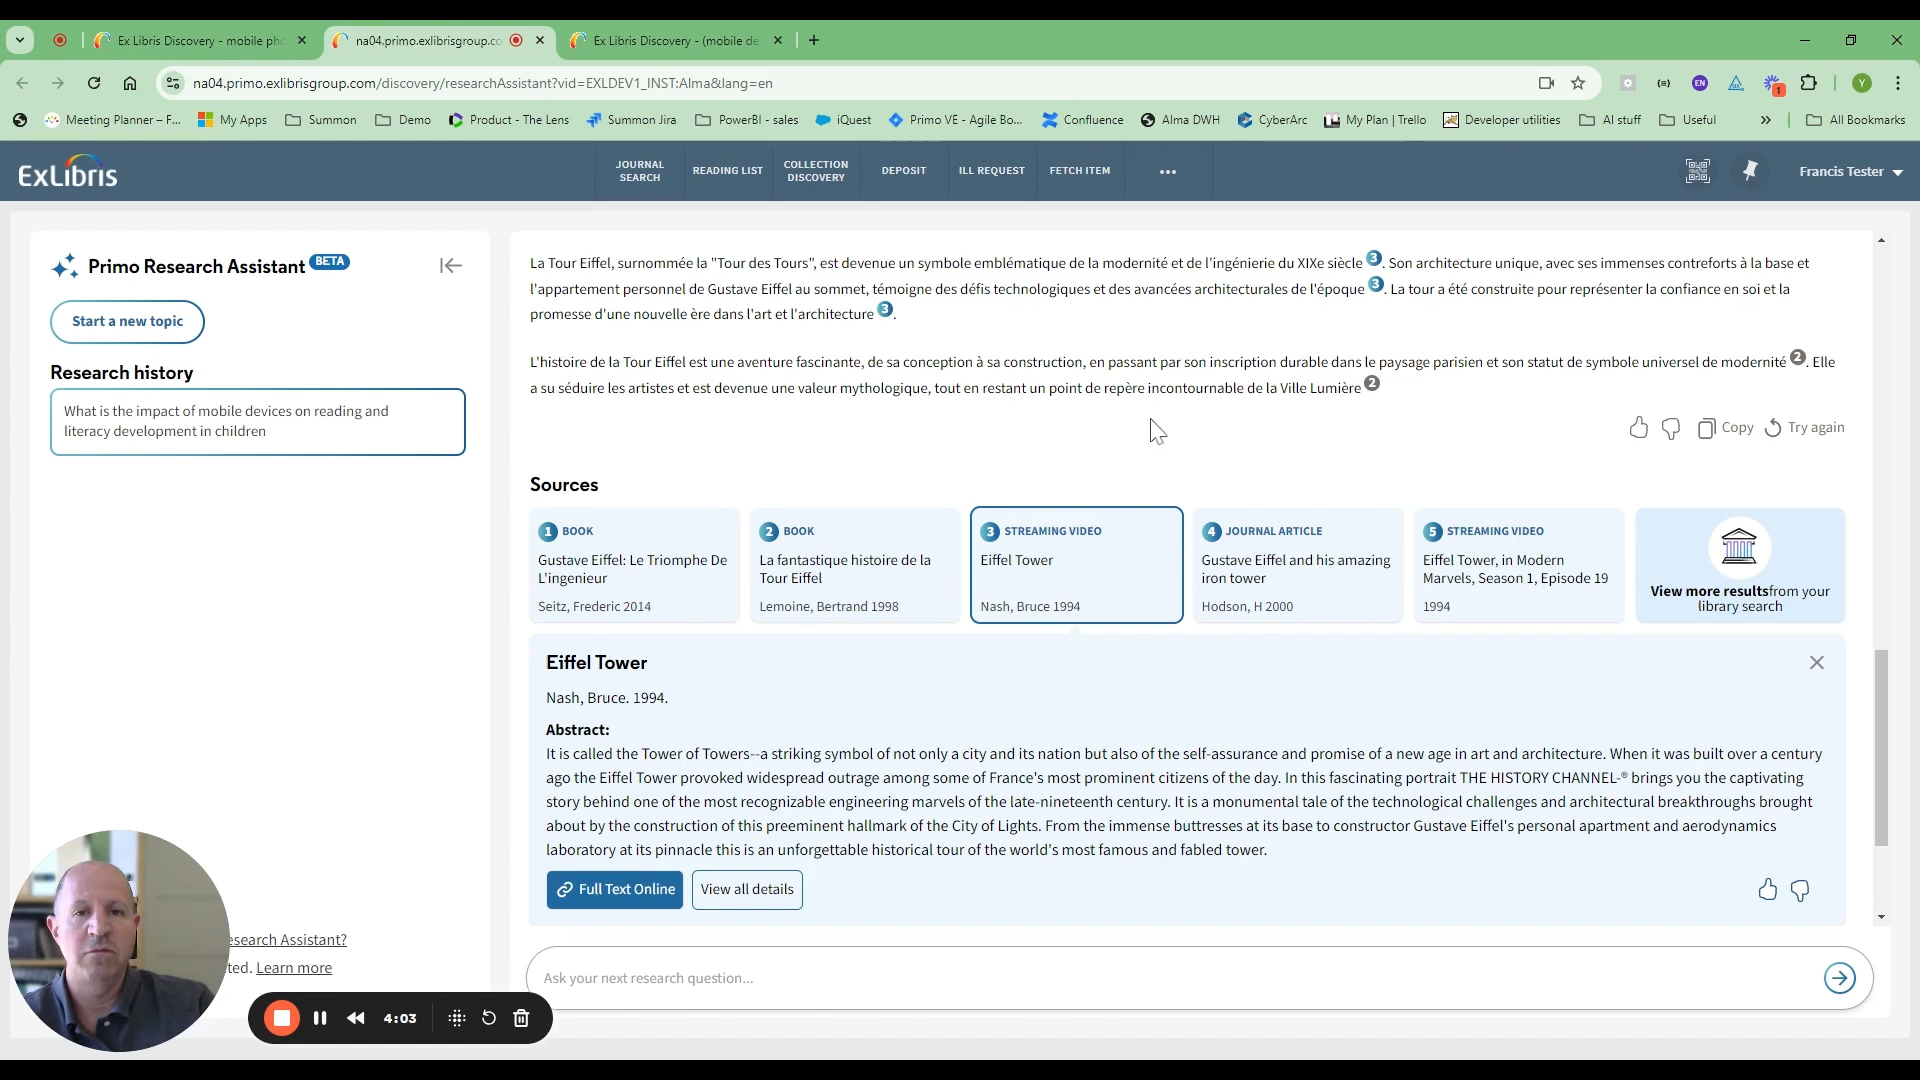 Ex Libris Discovery - mobile pho
na04.primo.exlibrisgroup.co
Ex Libris Discovery - (mobile de
na04.primo.exlibrisgroup.com/discovery/researchAssistant?vid=EXLDEV1_INST:Alma&lang=en
EN
1
Y
Meeting Planner – F...
My Apps
Summon
Demo
Product - The Lens
Summon Jira
PowerBI - sales
iQuest
Primo VE - Agile Bo...
Confluence
Alma DWH
CyberArc
My Plan | Trello
Developer utilities
AI stuff
Useful
»
All Bookmarks
ExLibris
JOURNAL SEARCH
READING LIST
COLLECTION DISCOVERY
DEPOSIT
ILL REQUEST
FETCH ITEM
Francis Tester
Primo Research Assistant BETA
Start a new topic
Research history
What is the impact of mobile devices on reading and
literacy development in children
La Tour Eiffel, surnommée la "Tour des Tours", est devenue un symbole emblématique de la modernité et de l'ingénierie du XIXe siècle 3. Son architecture unique, avec ses immenses contreforts à la base et
l'appartement personnel de Gustave Eiffel au sommet, témoigne des défis technologiques et des avancées architecturales de l'époque 3. La tour a été construite pour représenter la confiance en soi et la
promesse d'une nouvelle ère dans l'art et l'architecture 3.
L'histoire de la Tour Eiffel est une aventure fascinante, de sa conception à sa construction, en passant par son inscription durable dans le paysage parisien et son statut de symbole universel de modernité 2. Elle
a su séduire les artistes et est devenue une valeur mythologique, tout en restant un point de repère incontournable de la Ville Lumière 2
Copy
Try again
Sources
1 BOOK
Gustave Eiffel: Le Triomphe De
L'ingenieur
Seitz, Frederic 2014
2 BOOK
La fantastique histoire de la
Tour Eiffel
Lemoine, Bertrand 1998
3 STREAMING VIDEO
Eiffel Tower
Nash, Bruce 1994
4 JOURNAL ARTICLE
Gustave Eiffel and his amazing
iron tower
Hodson, H 2000
5 STREAMING VIDEO
Eiffel Tower, in Modern
Marvels, Season 1, Episode 19
1994
View more resultsfrom your
library search
Eiffel Tower
Nash, Bruce. 1994.
Abstract:
It is called the Tower of Towers--a striking symbol of not only a city and its nation but also of the self-assurance and promise of a new age in art and architecture. When it was built over a century
ago the Eiffel Tower provoked widespread outrage among some of France's most prominent citizens of the day. In this fascinating portrait THE HISTORY CHANNEL-® brings you the captivating
story behind one of the most recognizable engineering marvels of the late-nineteenth century. It is a monumental tale of the technological challenges and architectural breakthroughs brought
about by the construction of this preeminent hallmark of the City of Lights. From the immense buttresses at its base to constructor Gustave Eiffel's personal apartment and aerodynamics
laboratory at its pinnacle this is an unforgettable historical tour of the world's most famous and fabled tower.
Full Text Online
View all details
esearch Assistant?
ted. Learn more
Ask your next research question...
4:03